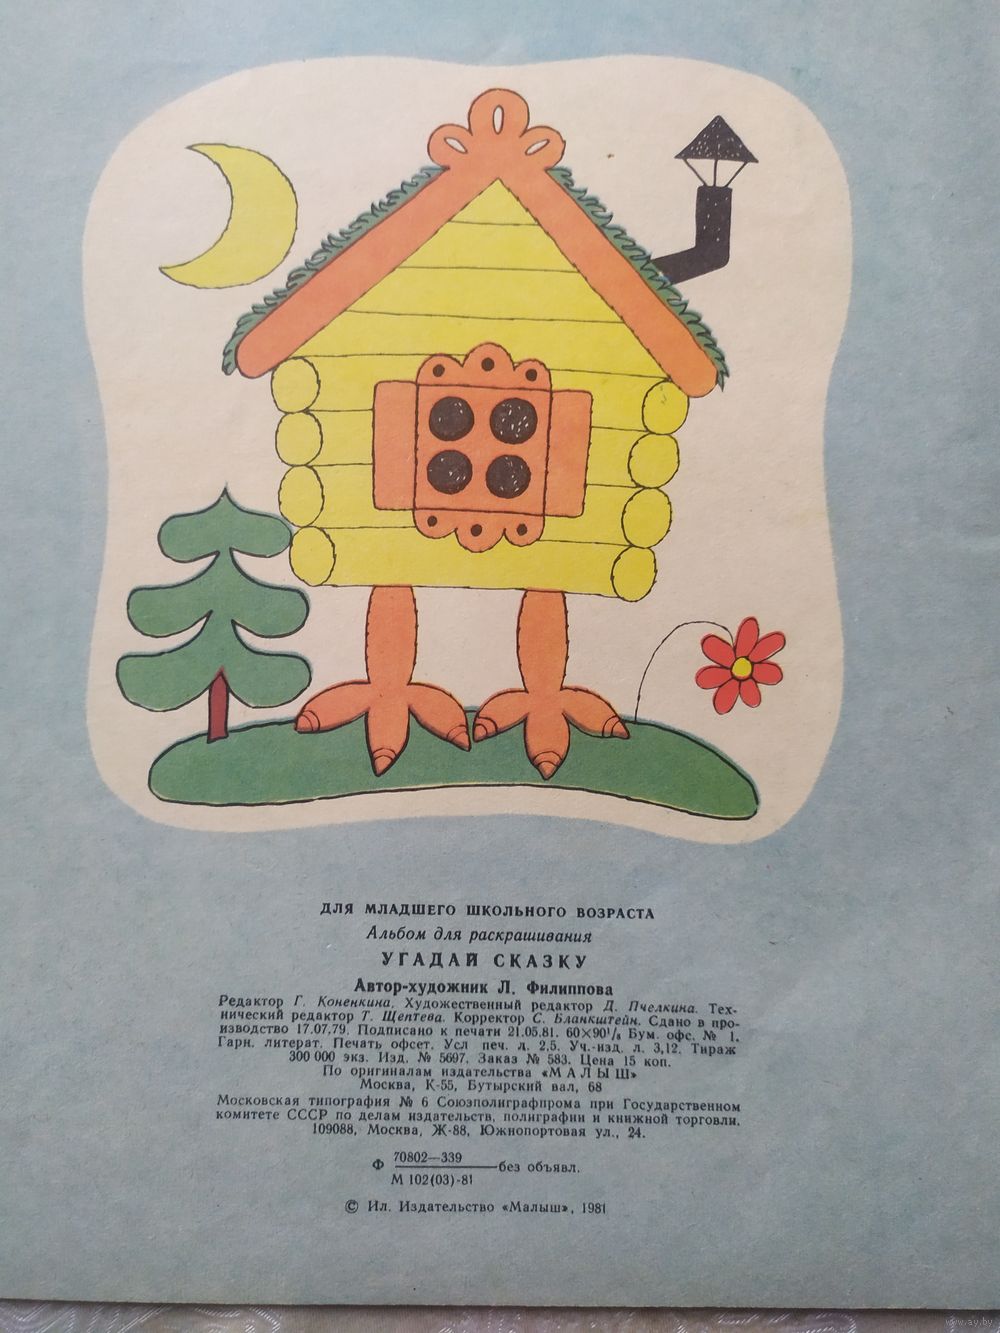 ДЛЯ МЛАДШЕГО ШКОЛЬНОГО ВОЗРАСТА
Альбом для раскрашивания
УГАДАЙ СКАЗКУ
Автор-художник Л. Филиппова
Редактор Г. Коненкина. Художественный редактор Д. Пчелкина. Тех-
нический редактор Т. Щептева. Корректор С. Бланкштейн. Сдано в про-
изводство 17.07.79. Подписано к печати 21.05.81. 60×90¹/₈ Бум. офс. № 1.
Гарн. литерат. Печать офсет. Усл печ. л. 2,5. Уч.-изд. л. 3,12. Тираж
300 000 экз. Изд. № 5697. Заказ № 583. Цена 15 коп.
По оригиналам издательства «МАЛЫШ»
Москва, К-55, Бутырский вал, 68
Московская типография № 6 Союзполиграфпрома при Государственном
комитете СССР по делам издательств, полиграфии и книжной торговли.
109088, Москва, Ж-88, Южнопортовая ул., 24.
Ф 70802—339 —без объявл.
М 102(03)-81
© Ил. Издательство «Малыш», 1981
www.ay.by